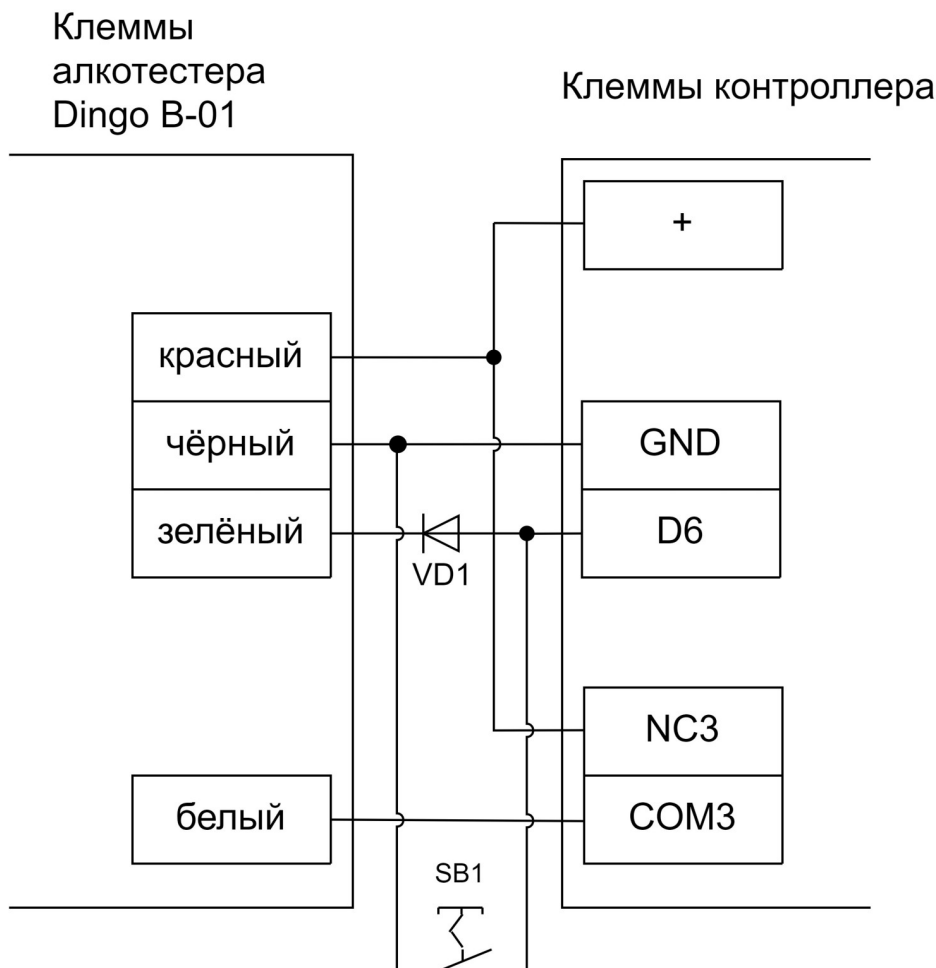 Клеммы
алкотестера
Dingo B-01
Клеммы контроллера
+
красный
чёрный
GND
зелёный
D6
VD1
NC3
белый
COM3
SB1